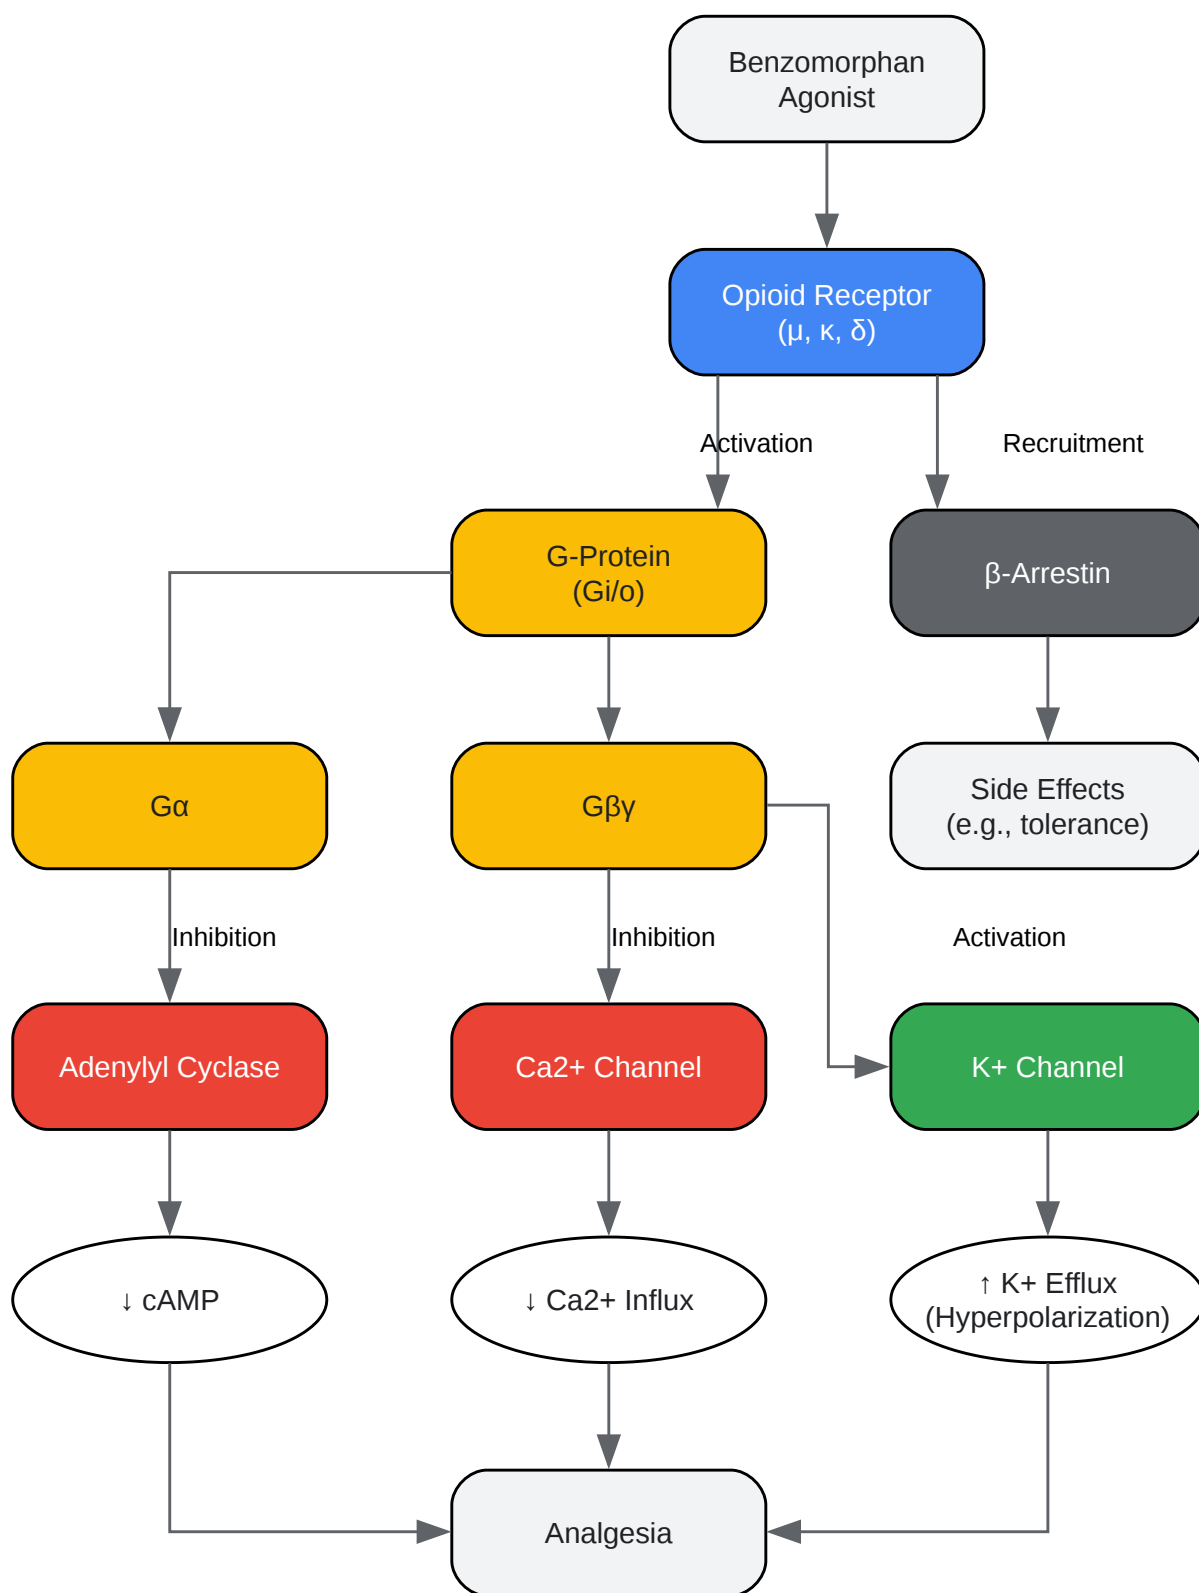 Benzomorphan
Agonist
Opioid Receptor
(μ, κ, δ)
Activation
Recruitment
G-Protein
(Gi/o)
β-Arrestin
Gα
Gβγ
Side Effects
(e.g., tolerance)
Inhibition
Inhibition
Activation
Adenylyl Cyclase
Ca2+ Channel
K+ Channel
↓ cAMP
↓ Ca2+ Influx
↑ K+ Efflux
(Hyperpolarization)
Analgesia